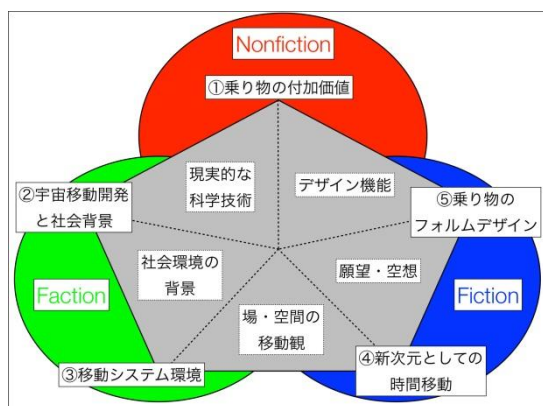 Nonfiction
①乗り物の付加価値
現実的な
科学技術
デザイン機能
②宇宙移動開発
と社会背景
⑤乗り物の
フォルムデザイン
社会環境の
背景
願望・空想
Faction
Fiction
場・空間の
移動観
③移動システム環境
④新次元としての
時間移動